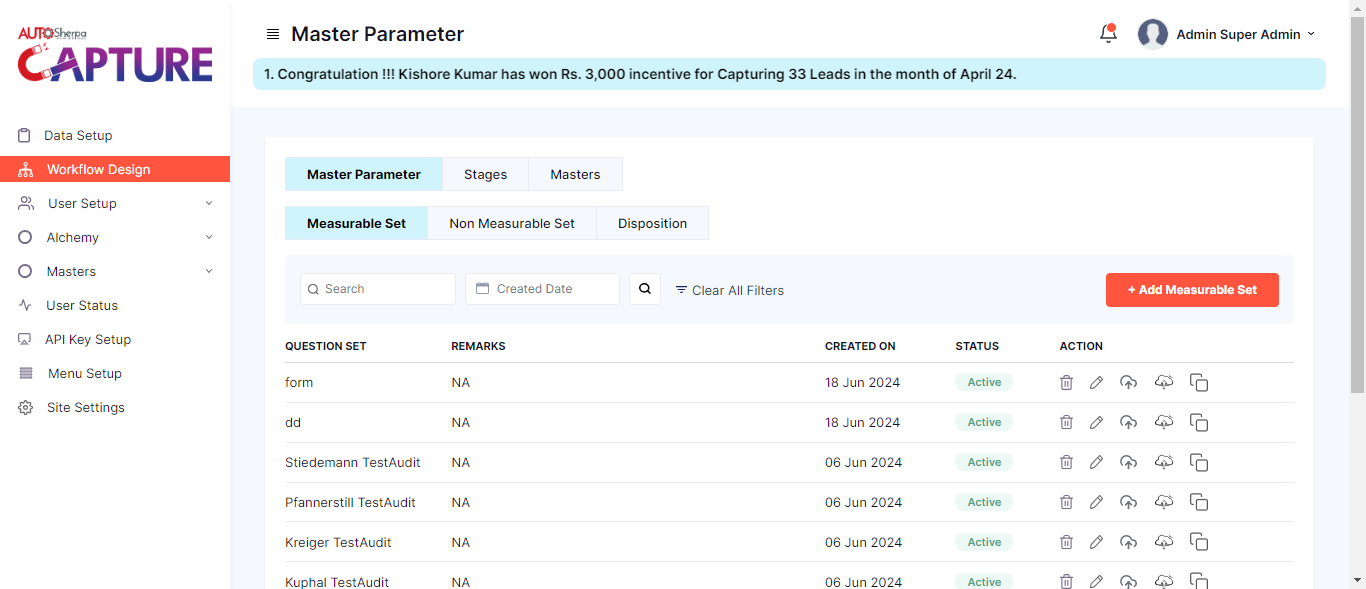 AUTOSherpa
CAPTURE
Master Parameter
Admin Super Admin
1. Congratulation !!! Kishore Kumar has won Rs. 3,000 incentive for Capturing 33 Leads in the month of April 24.
Data Setup
Workflow Design
User Setup
Alchemy
Masters
User Status
API Key Setup
Menu Setup
Site Settings
Master Parameter Stages Masters
Measurable Set Non Measurable Set Disposition
Search Created Date Clear All Filters + Add Measurable Set
QUESTION SET REMARKS CREATED ON STATUS ACTION
form NA 18 Jun 2024 Active
dd NA 18 Jun 2024 Active
Stiedemann TestAudit NA 06 Jun 2024 Active
Pfannerstill TestAudit NA 06 Jun 2024 Active
Kreiger TestAudit NA 06 Jun 2024 Active
Kuphal TestAudit NA 06 Jun 2024 Active